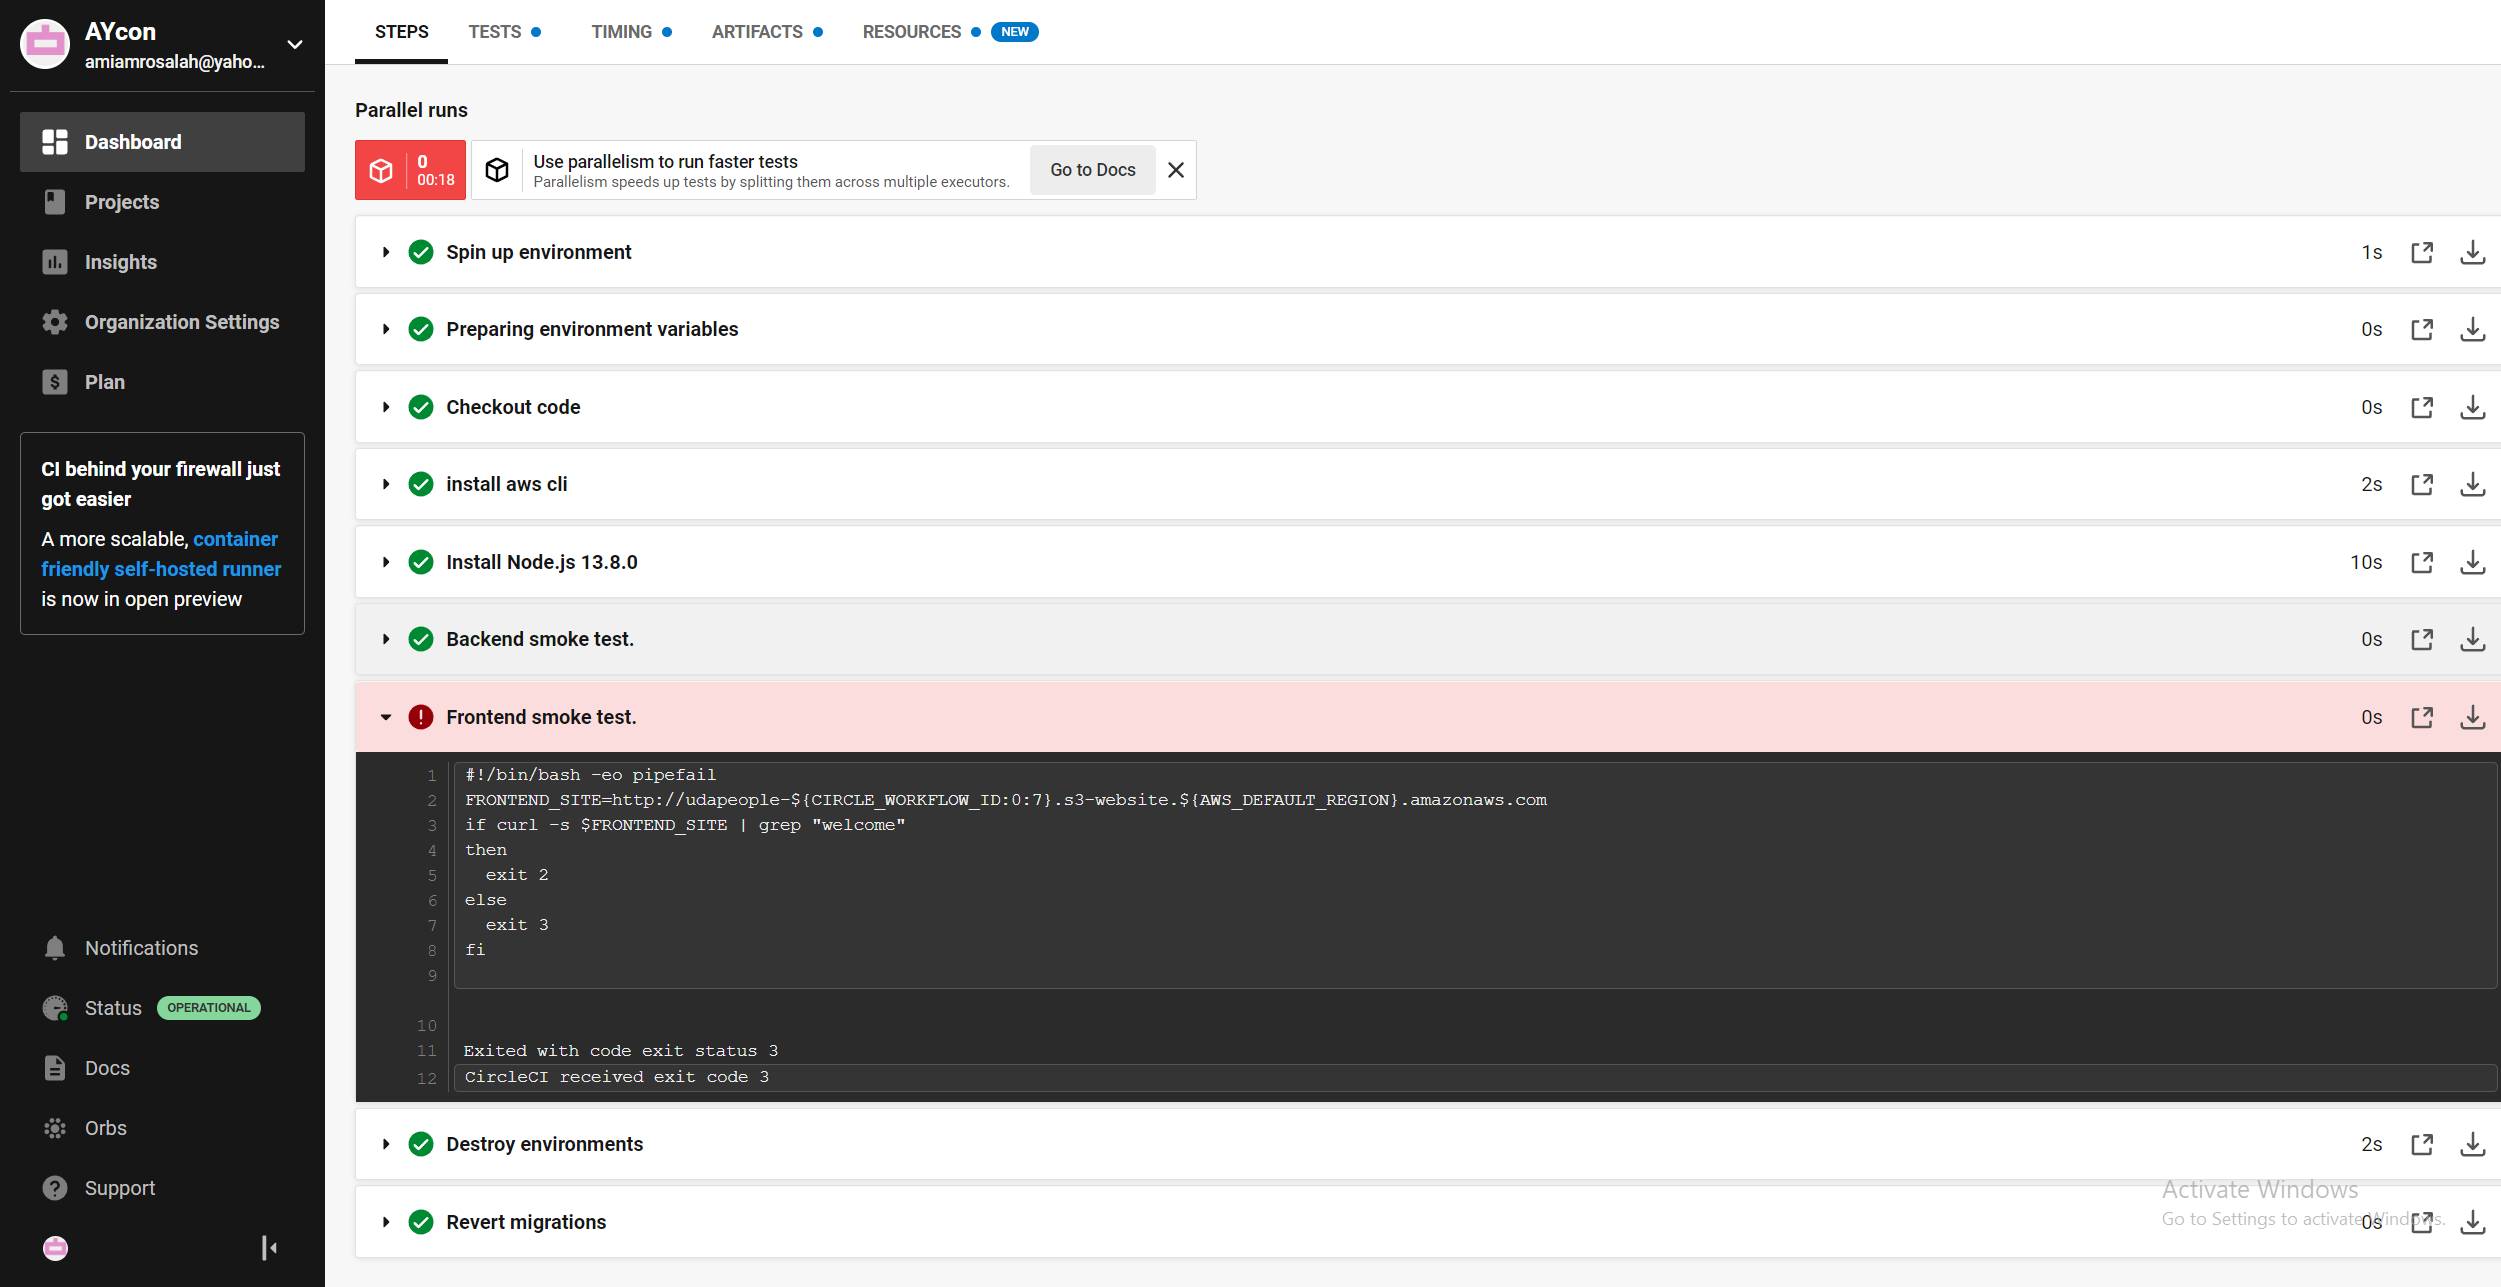 AYcon
amiamrosalah@yaho...
Dashboard
Projects
Insights
Organization Settings
Plan
CI behind your firewall just
got easier
A more scalable, container
friendly self-hosted runner
is now in open preview
Notifications
Status OPERATIONAL
Docs
Orbs
Support
STEPS TESTS TIMING ARTIFACTS RESOURCES NEW
Parallel runs
0
00:18
Use parallelism to run faster tests
Parallelism speeds up tests by splitting them across multiple executors.
Go to Docs
Spin up environment 1s
Preparing environment variables 0s
Checkout code 0s
install aws cli 2s
Install Node.js 13.8.0 10s
Backend smoke test. 0s
Frontend smoke test. 0s
1 #!/bin/bash -eo pipefail
2 FRONTEND_SITE=http://udapeople-${CIRCLE_WORKFLOW_ID:0:7}.s3-website.${AWS_DEFAULT_REGION}.amazonaws.com
3 if curl -s $FRONTEND_SITE | grep "welcome"
4 then
5 exit 2
6 else
7 exit 3
8 fi
9
10
11 Exited with code exit status 3
12 CircleCI received exit code 3
Destroy environments 2s
Revert migrations 0s
Activate Windows
Go to Settings to activate Windows.